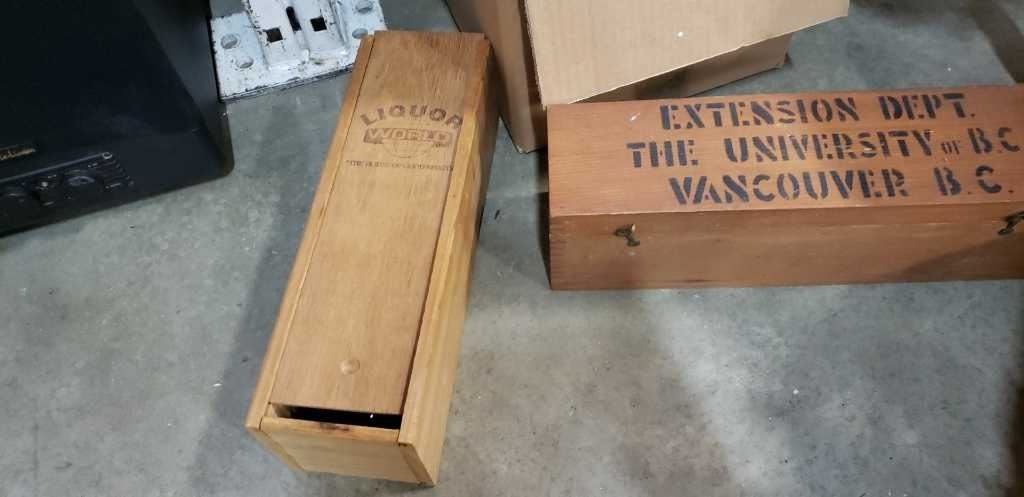 LIQUOR
WORLD
EXTENSION DEPT.
THE UNIVERSITY OF B.C.
VANCOUVER B.C.